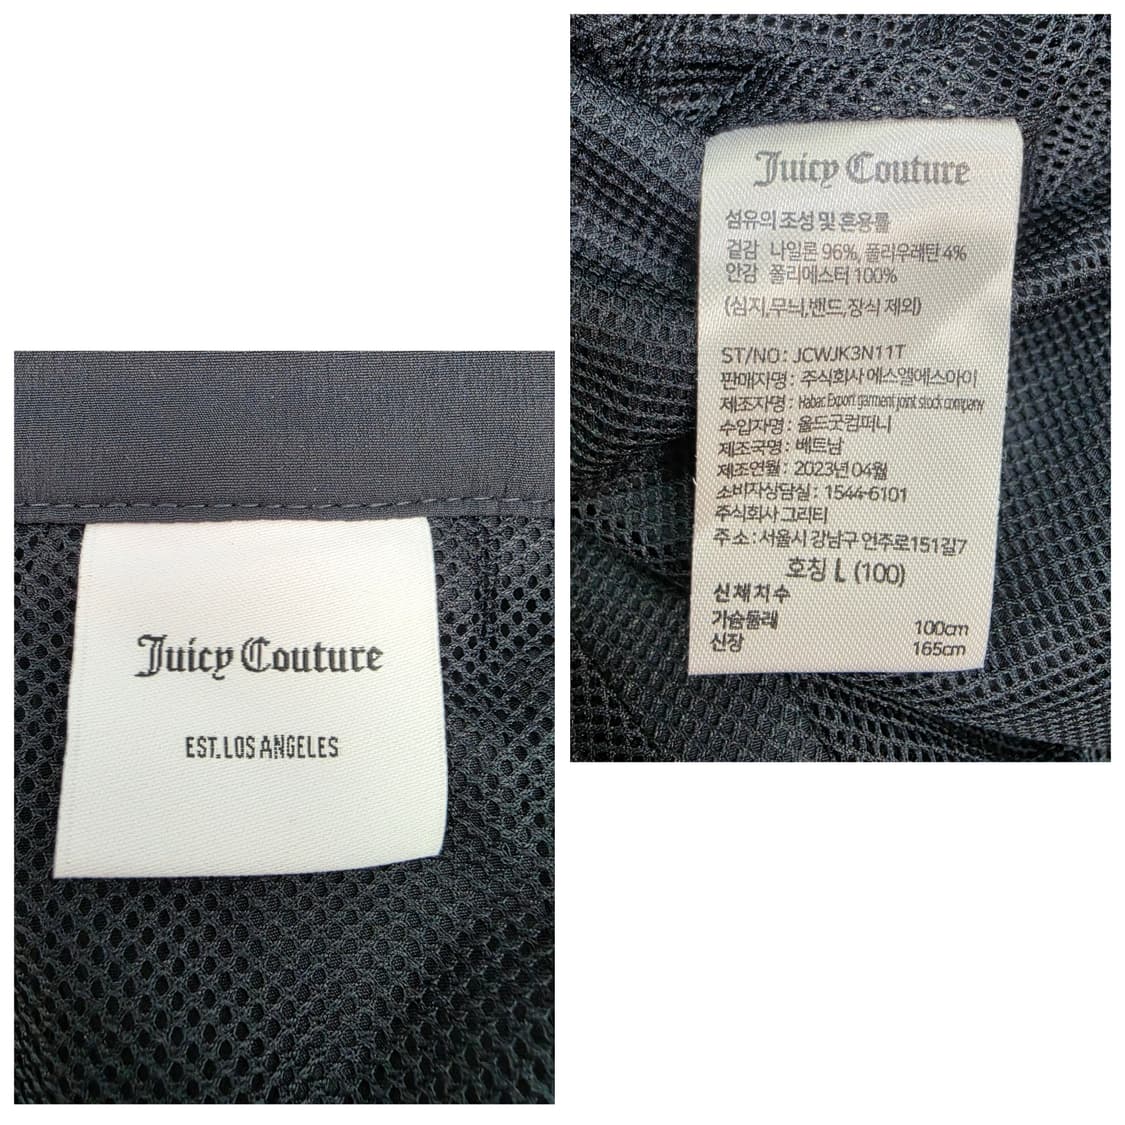 Juicy Couture
EST. LOS ANGELES
Juicy Couture
섬유의 조성 및 혼용률
겉감 나일론 96%, 폴리우레탄 4%
안감 폴리에스터 100%
(심지,무늬,밴드,장식 제외)
ST/NO : JCWJK3N11T
판매자명 : 주식회사 에스엘에스아이
제조자명 : Habac Export garment joint stock company
수입자명 : 올드굿컴퍼니
제조국명 : 베트남
제조연월 : 2023년 04월
소비자상담실 : 1544-6101
주식회사 그리티
주소 : 서울시 강남구 언주로151길7
호칭 L (100)
신체치수
가슴둘레 100cm
신장 165cm